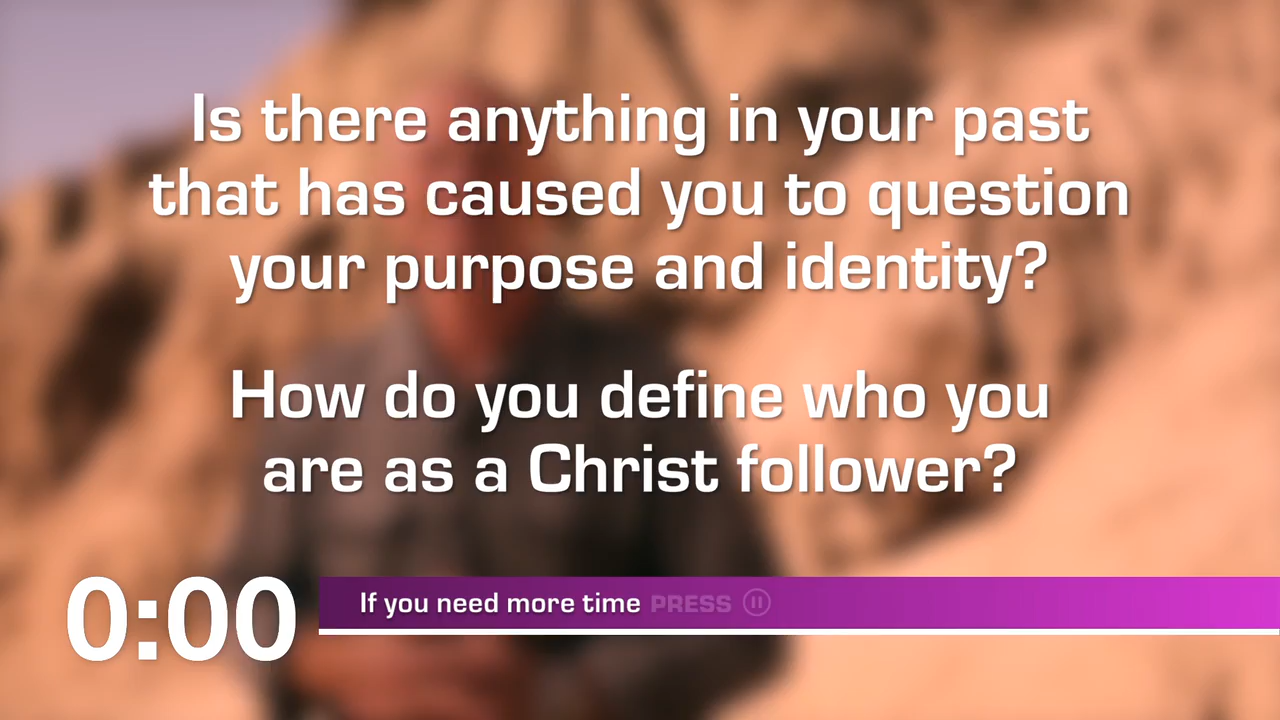 Is there anything in your past
that has caused you to question
your purpose and identity?
How do you define who you
are as a Christ follower?
0:00
If you need more time PRESS